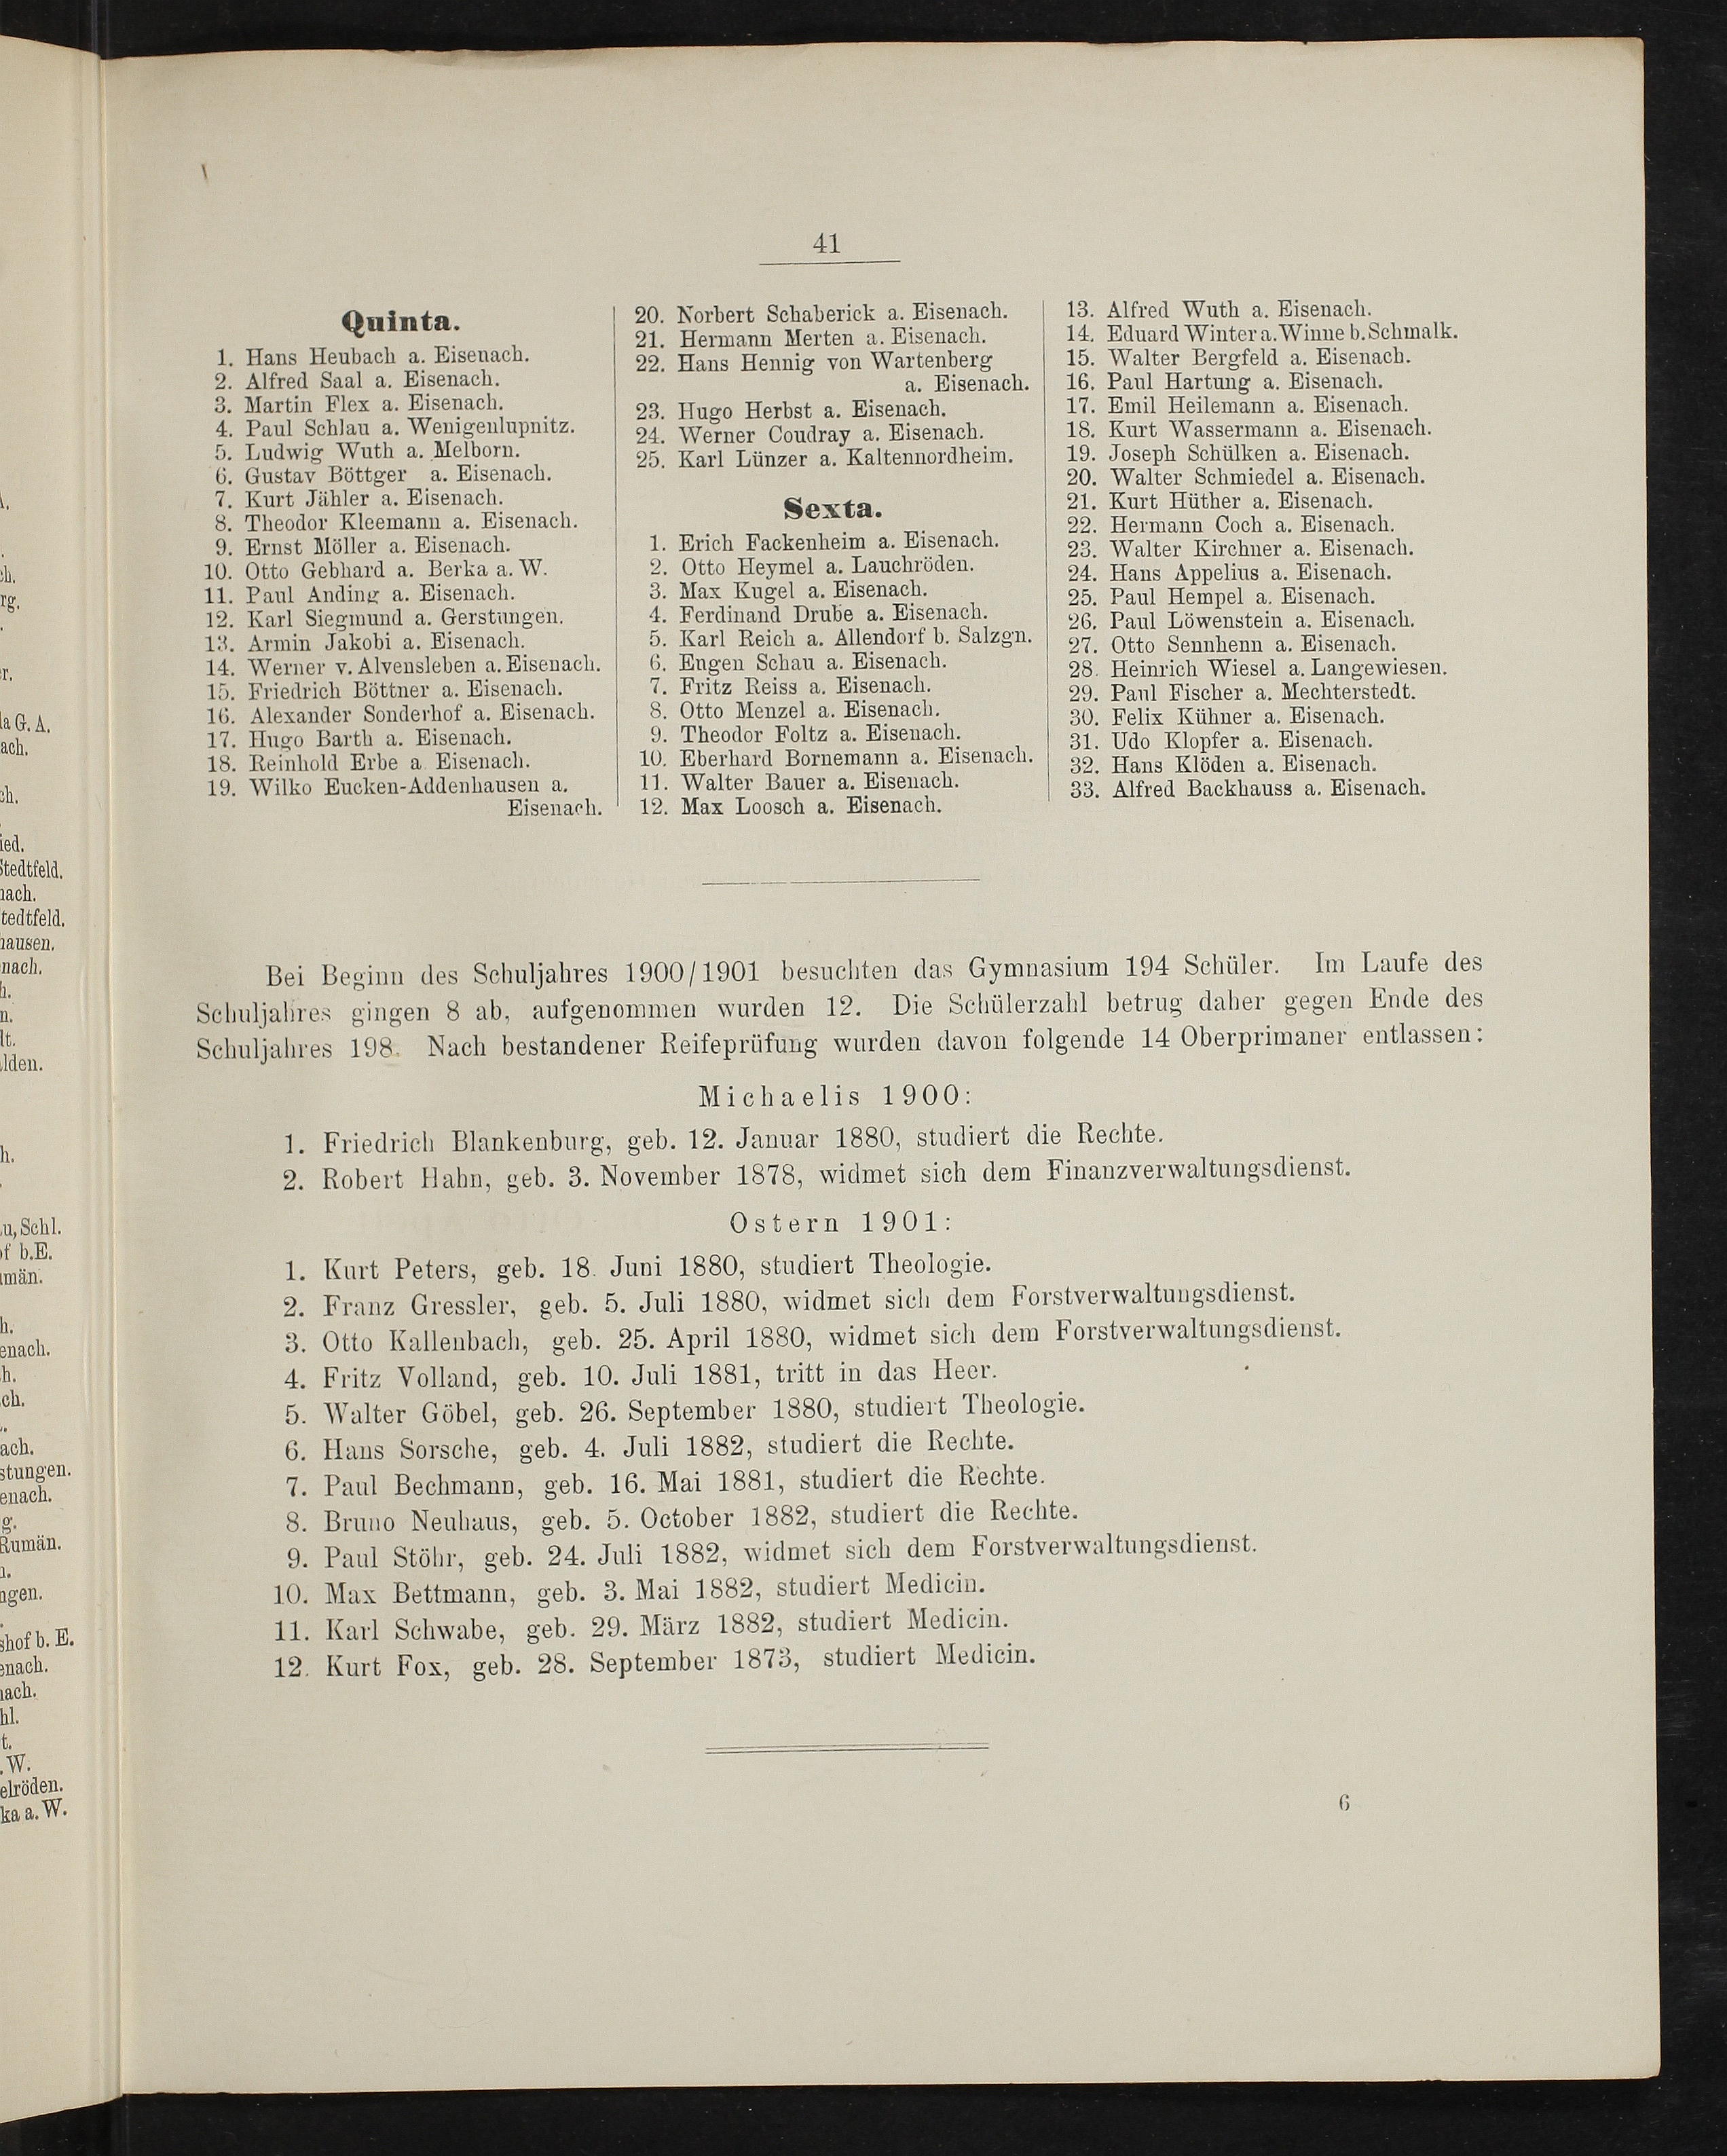 41
Quinta.
1. Hans Heubach a. Eisenach.
2. Alfred Saal a. Eisenach.
3. Martin Flex a. Eisenach.
4. Paul Schlau a. Wenigenlupnitz.
5. Ludwig Wuth a. Melborn.
6. Gustav Böttger a. Eisenach.
7. Kurt Jähler a. Eisenach.
8. Theodor Kleemann a. Eisenach.
9. Ernst Möller a. Eisenach.
10. Otto Gebhard a. Berka a. W.
11. Paul Anding a. Eisenach.
12. Karl Siegmund a. Gerstungen.
13. Armin Jakobi a. Eisenach.
14. Werner v. Alvensleben a. Eisenach.
15. Friedrich Böttner a. Eisenach.
16. Alexander Sonderhof a. Eisenach.
17. Hugo Barth a. Eisenach.
18. Reinhold Erbe a Eisenach.
19. Wilko Eucken-Addenhausen a.
Eisenach.
20. Norbert Schaberick a. Eisenach.
21. Hermann Merten a. Eisenach.
22. Hans Hennig von Wartenberg
a. Eisenach.
23. Hugo Herbst a. Eisenach.
24. Werner Coudray a. Eisenach.
25. Karl Lünzer a. Kaltennordheim.
Sexta.
1. Erich Fackenheim a. Eisenach.
2. Otto Heymel a. Lauchröden.
3. Max Kugel a. Eisenach.
4. Ferdinand Drube a. Eisenach.
5. Karl Reich a. Allendorf b. Salzgn.
6. Eugen Schau a. Eisenach.
7. Fritz Reiss a. Eisenach.
8. Otto Menzel a. Eisenach.
9. Theodor Foltz a. Eisenach.
10. Eberhard Bornemann a. Eisenach.
11. Walter Bauer a. Eisenach.
12. Max Loosch a. Eisenach.
13. Alfred Wuth a. Eisenach.
14. Eduard Winter a. Winne b. Schmalk.
15. Walter Bergfeld a. Eisenach.
16. Paul Hartung a. Eisenach.
17. Emil Heilemann a. Eisenach.
18. Kurt Wassermann a. Eisenach.
19. Joseph Schülken a. Eisenach.
20. Walter Schmiedel a. Eisenach.
21. Kurt Hüther a. Eisenach.
22. Hermann Coch a. Eisenach.
23. Walter Kirchner a. Eisenach.
24. Hans Appelius a. Eisenach.
25. Paul Hempel a. Eisenach.
26. Paul Löwenstein a. Eisenach.
27. Otto Sennhenn a. Eisenach.
28. Heinrich Wiesel a. Langewiesen.
29. Paul Fischer a. Mechterstedt.
30. Felix Kühner a. Eisenach.
31. Udo Klopfer a. Eisenach.
32. Hans Klöden a. Eisenach.
33. Alfred Backhauss a. Eisenach.
Bei Beginn des Schuljahres 1900/1901 besuchten das Gymnasium 194 Schüler. Im Laufe des
Schuljahres gingen 8 ab, aufgenommen wurden 12. Die Schülerzahl betrug daher gegen Ende des
Schuljahres 198. Nach bestandener Reifeprüfung wurden davon folgende 14 Oberprimaner entlassen:
Michaelis 1900:
1. Friedrich Blankenburg, geb. 12. Januar 1880, studiert die Rechte.
2. Robert Hahn, geb. 3. November 1878, widmet sich dem Finanzverwaltungsdienst.
Ostern 1901:
1. Kurt Peters, geb. 18. Juni 1880, studiert Theologie.
2. Franz Gressler, geb. 5. Juli 1880, widmet sich dem Forstverwaltungsdienst.
3. Otto Kallenbach, geb. 25. April 1880, widmet sich dem Forstverwaltungsdienst.
4. Fritz Volland, geb. 10. Juli 1881, tritt in das Heer.
5. Walter Göbel, geb. 26. September 1880, studiert Theologie.
6. Hans Sorsche, geb. 4. Juli 1882, studiert die Rechte.
7. Paul Bechmann, geb. 16. Mai 1881, studiert die Rechte.
8. Bruno Neuhaus, geb. 5. October 1882, studiert die Rechte.
9. Paul Stöhr, geb. 24. Juli 1882, widmet sich dem Forstverwaltungsdienst.
10. Max Bettmann, geb. 3. Mai 1882, studiert Medicin.
11. Karl Schwabe, geb. 29. März 1882, studiert Medicin.
12. Kurt Fox, geb. 28. September 1873, studiert Medicin.
6